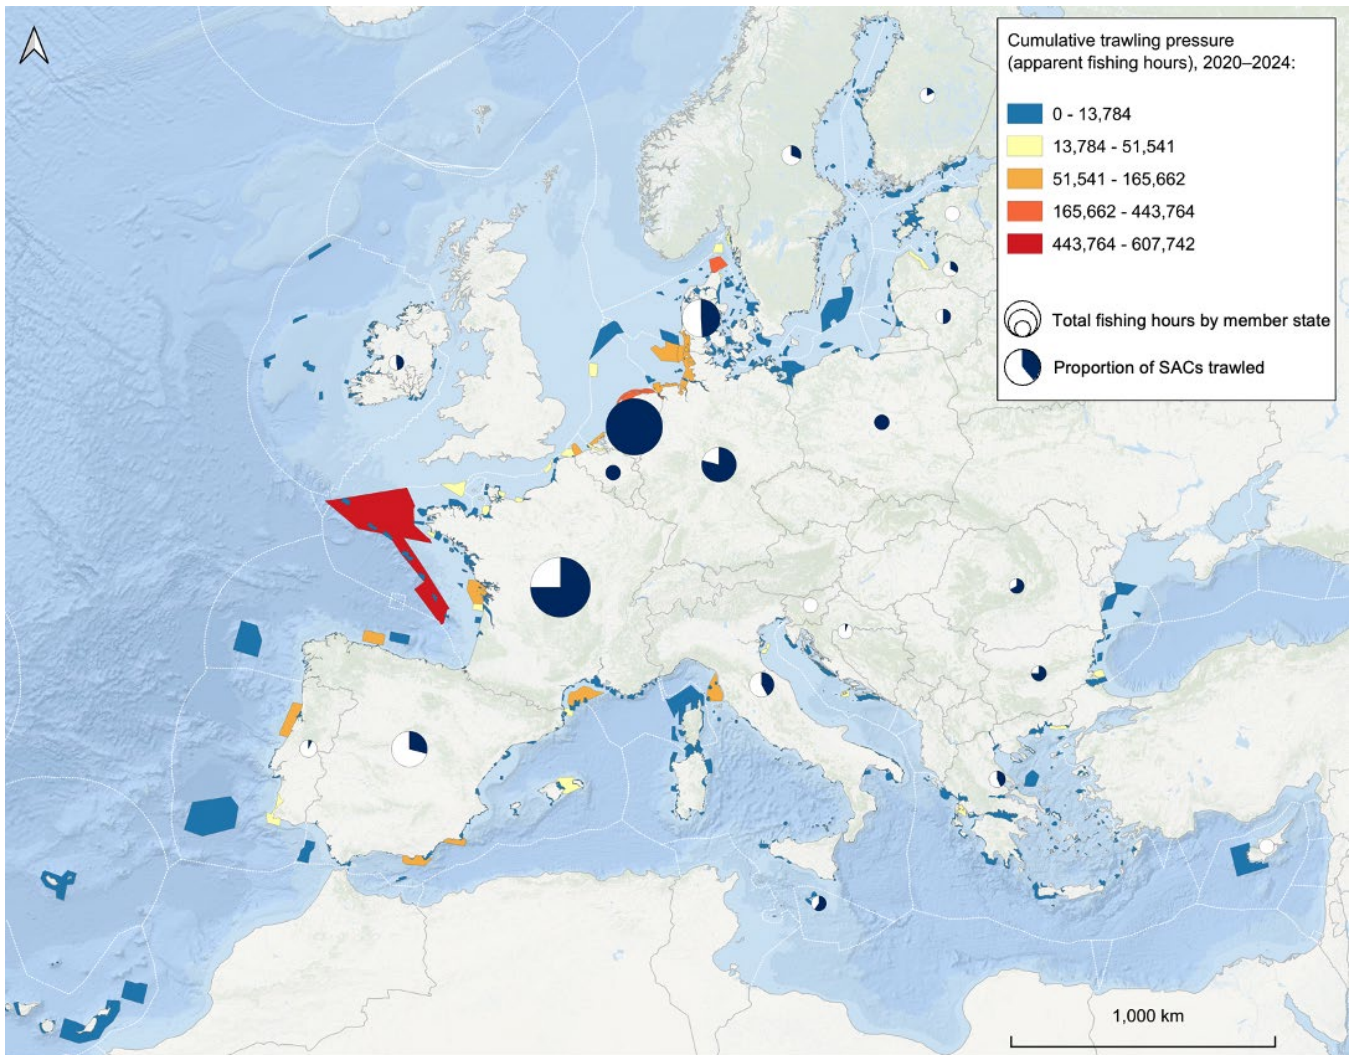 Cumulative trawling pressure
(apparent fishing hours), 2020–2024:
0 - 13,784
13,784 - 51,541
51,541 - 165,662
165,662 - 443,764
443,764 - 607,742
Total fishing hours by member state
Proportion of SACs trawled
1,000 km